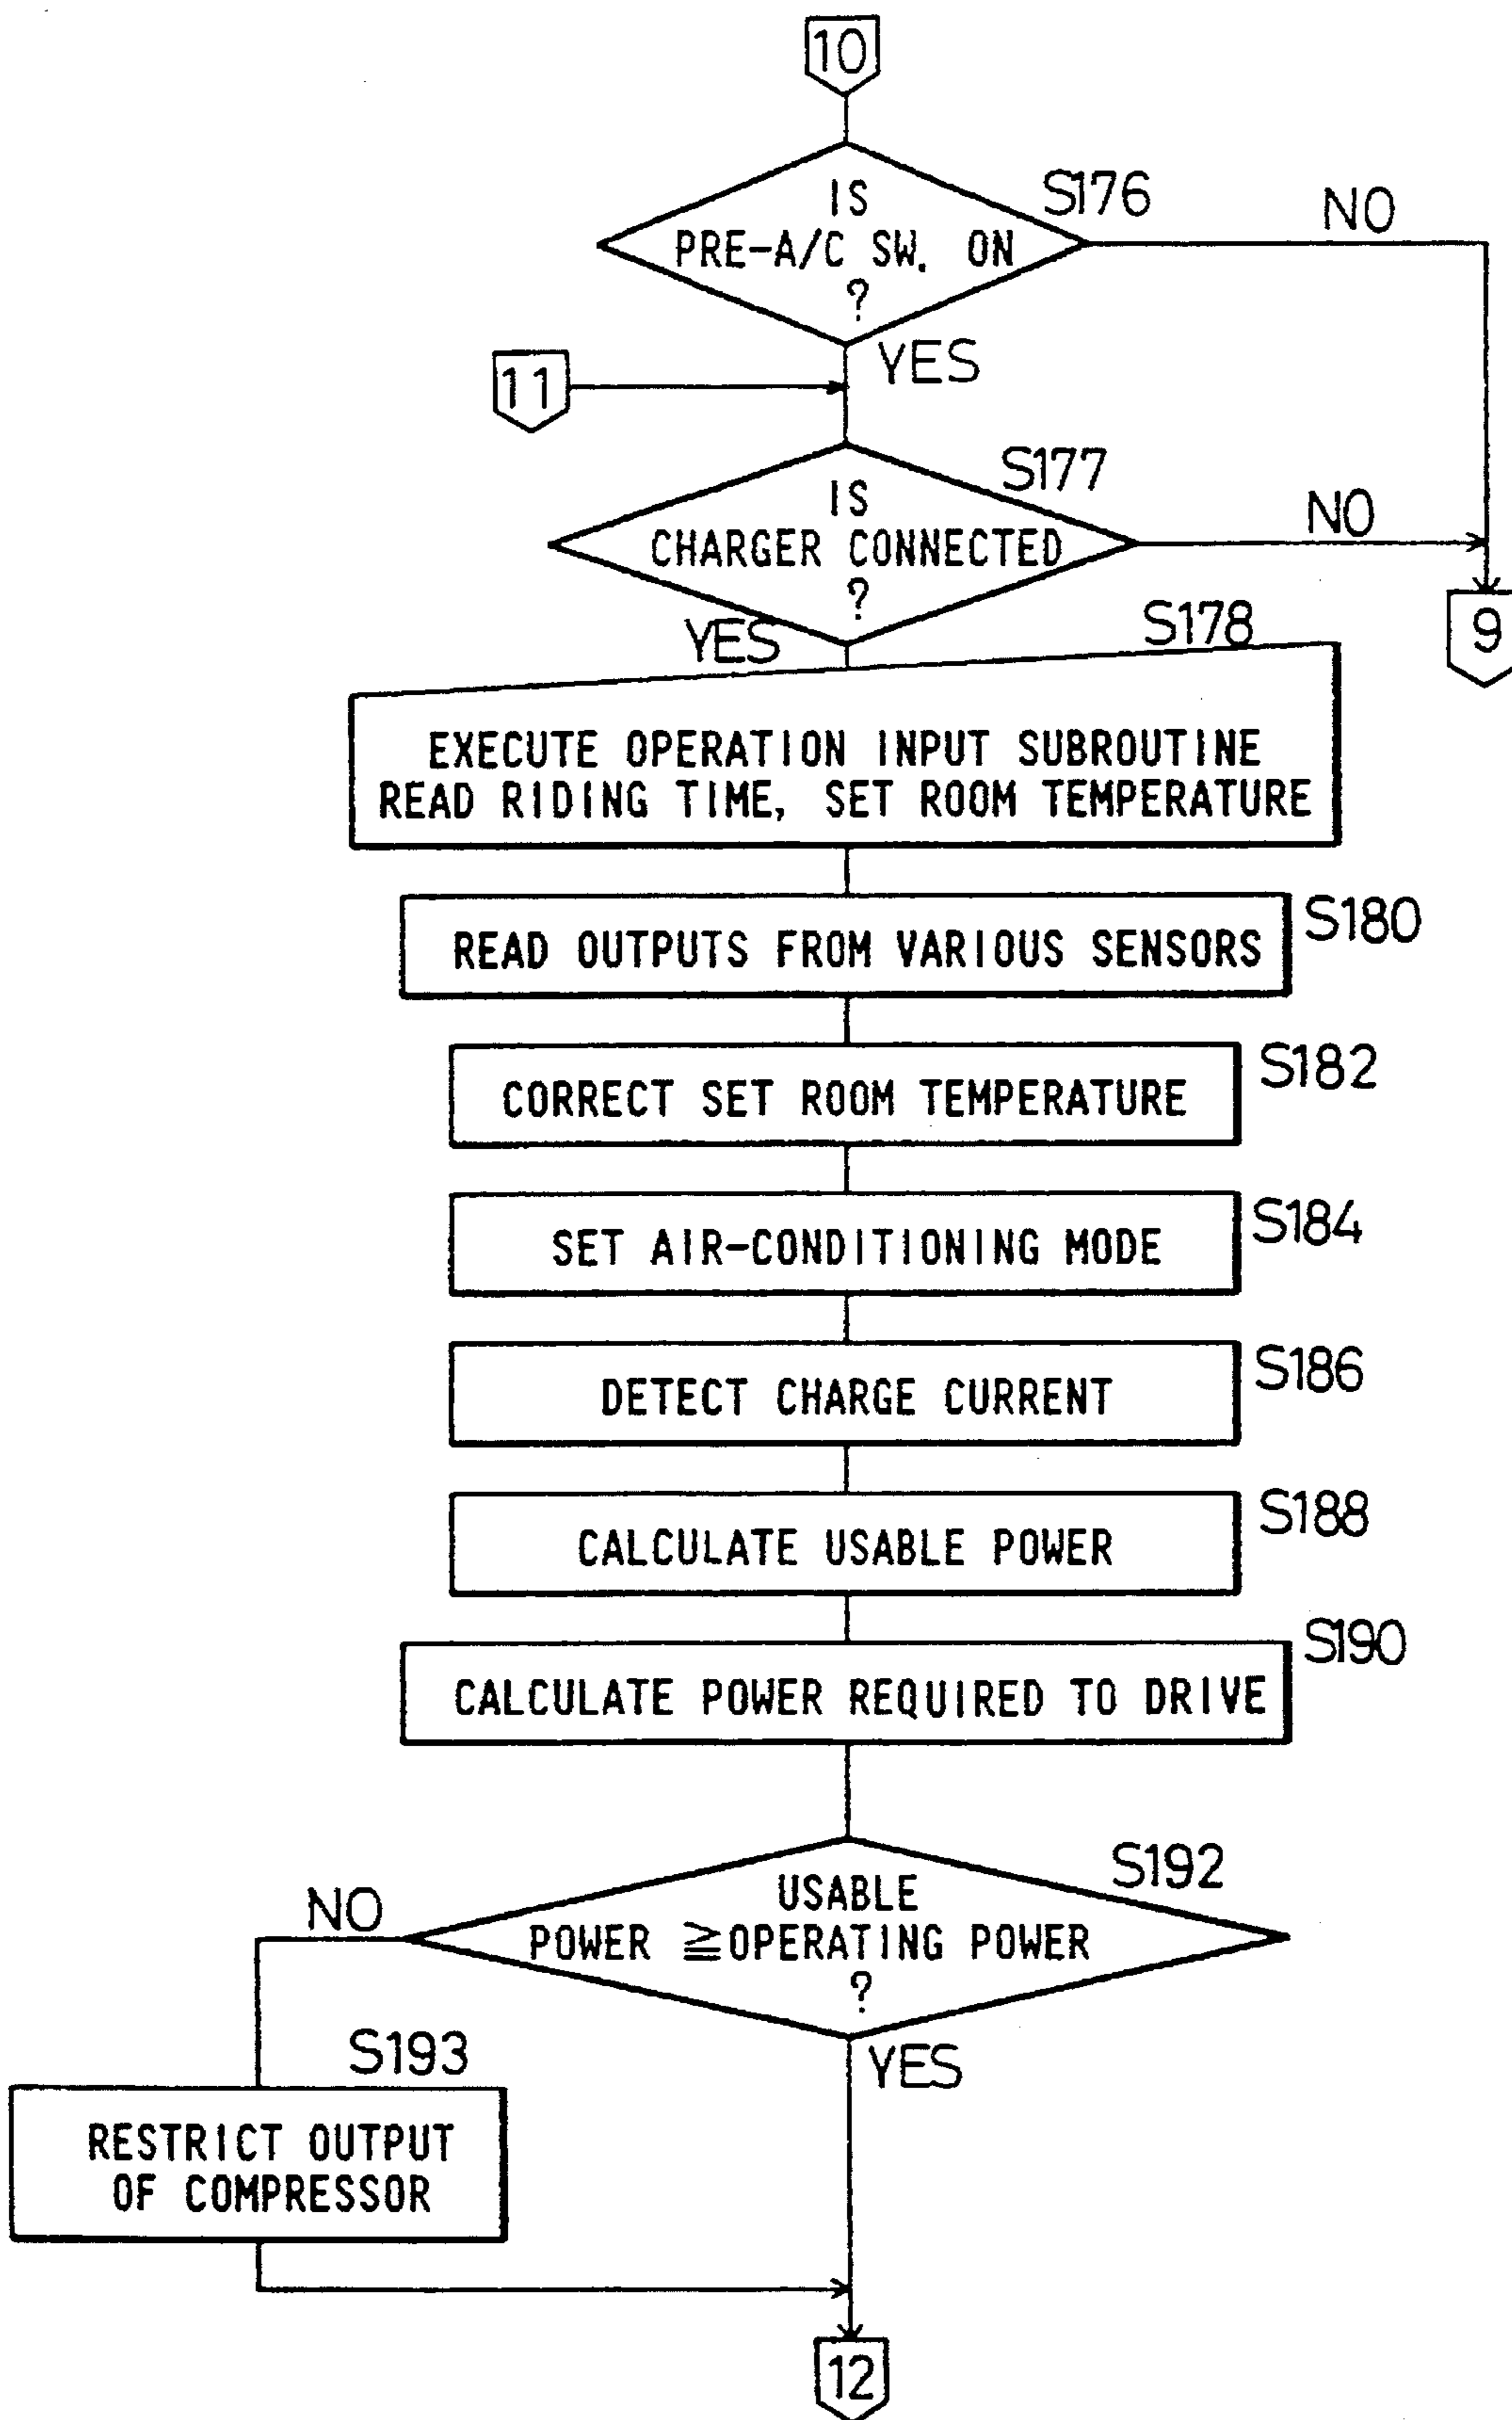 10
IS
PRE-A/C SW. ON
?
S176
NO
YES
11
IS
CHARGER CONNECTED
?
S177
NO
9
YES
S178
EXECUTE OPERATION INPUT SUBROUTINE
READ RIDING TIME, SET ROOM TEMPERATURE
READ OUTPUTS FROM VARIOUS SENSORS
S180
CORRECT SET ROOM TEMPERATURE
S182
SET AIR-CONDITIONING MODE
S184
DETECT CHARGE CURRENT
S186
CALCULATE USABLE POWER
S188
CALCULATE POWER REQUIRED TO DRIVE
S190
USABLE
POWER ≧OPERATING POWER
?
S192
NO
YES
S193
RESTRICT OUTPUT
OF COMPRESSOR
12